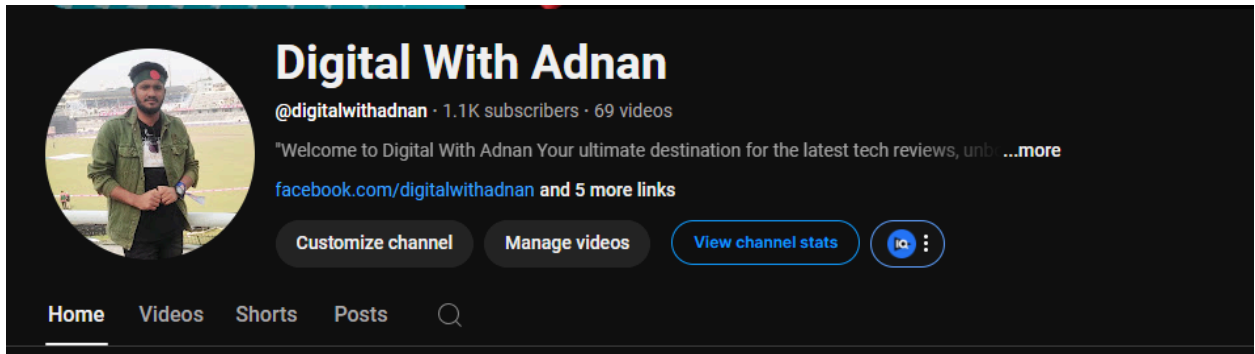 Digital With Adnan
@digitalwithadnan · 1.1K subscribers · 69 videos
"Welcome to Digital With Adnan Your ultimate destination for the latest tech reviews, ...more
facebook.com/digitalwithadnan and 5 more links
Customize channel Manage videos View channel stats IQ
Home Videos Shorts Posts